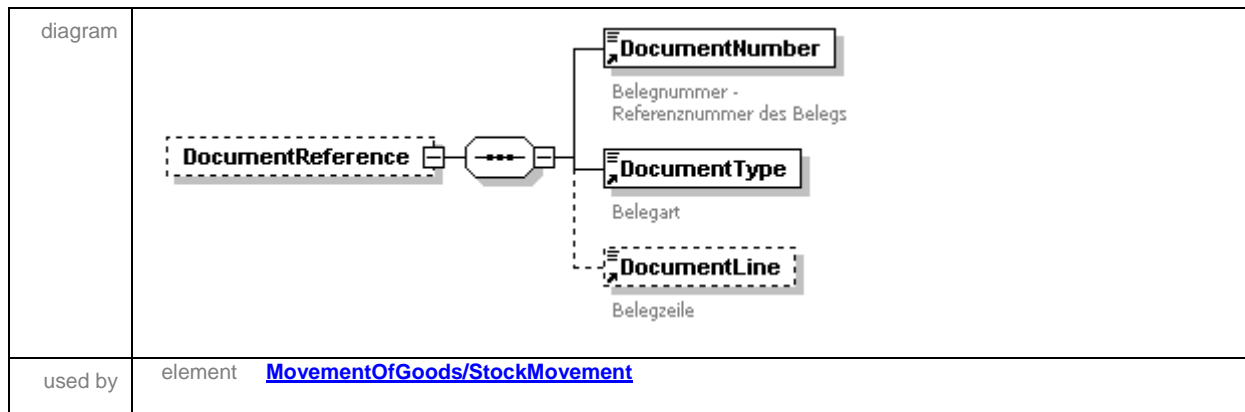 diagram
DocumentNumber
Belegnummer -
Referenznummer des Belegs
DocumentReference
DocumentType
Belegart
DocumentLine
Belegzeile
used by
element MovementOfGoods/StockMovement